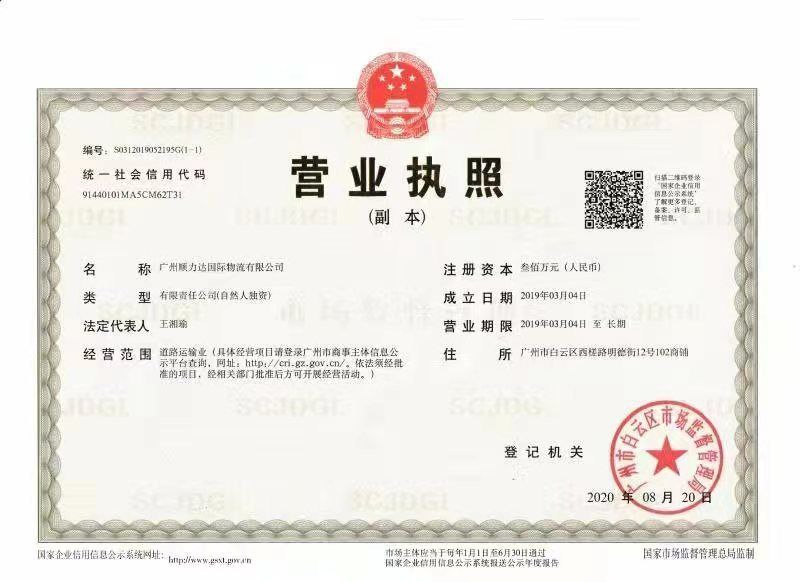 编号: S0312019052195G(1-1)
统一社会信用代码
91440101MA5CM62T31
营业执照
(副 本)
扫描二维码登录
“国家企业信用
信息公示系统”
了解更多登记、
备案、许可、监
管信息。
名 称 广州顺力达国际物流有限公司
类 型 有限责任公司(自然人独资)
法定代表人 王湘瑜
经营范围 道路运输业（具体经营项目请登录广州市商事主体信息公
示平台查询，网址: http://cri.gz.gov.cn/。依法须经批
准的项目，经相关部门批准后方可开展经营活动。）
注册资本 叁佰万元（人民币）
成立日期 2019年03月04日
营业期限 2019年03月04日 至 长期
住 所 广州市白云区西槎路明德街12号102商铺
登记机关
广州市白云区市场监督管理局
2020 年 08 月 20 日
国家企业信用信息公示系统网址: http://www.gsxt.gov.cn
市场主体应当于每年1月1日至6月30日通过
国家企业信用信息公示系统报送公示年度报告
国家市场监督管理总局监制
SCJDGL
SCJDGL
SCJDGL
SCJDGL
SCJDGL